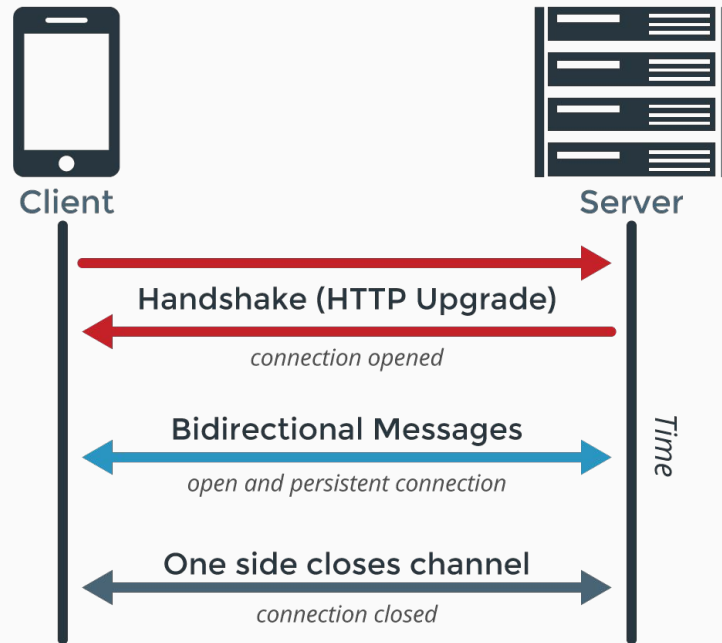 Client
Server
Handshake (HTTP Upgrade)
connection opened
Bidirectional Messages
open and persistent connection
Time
One side closes channel
connection closed